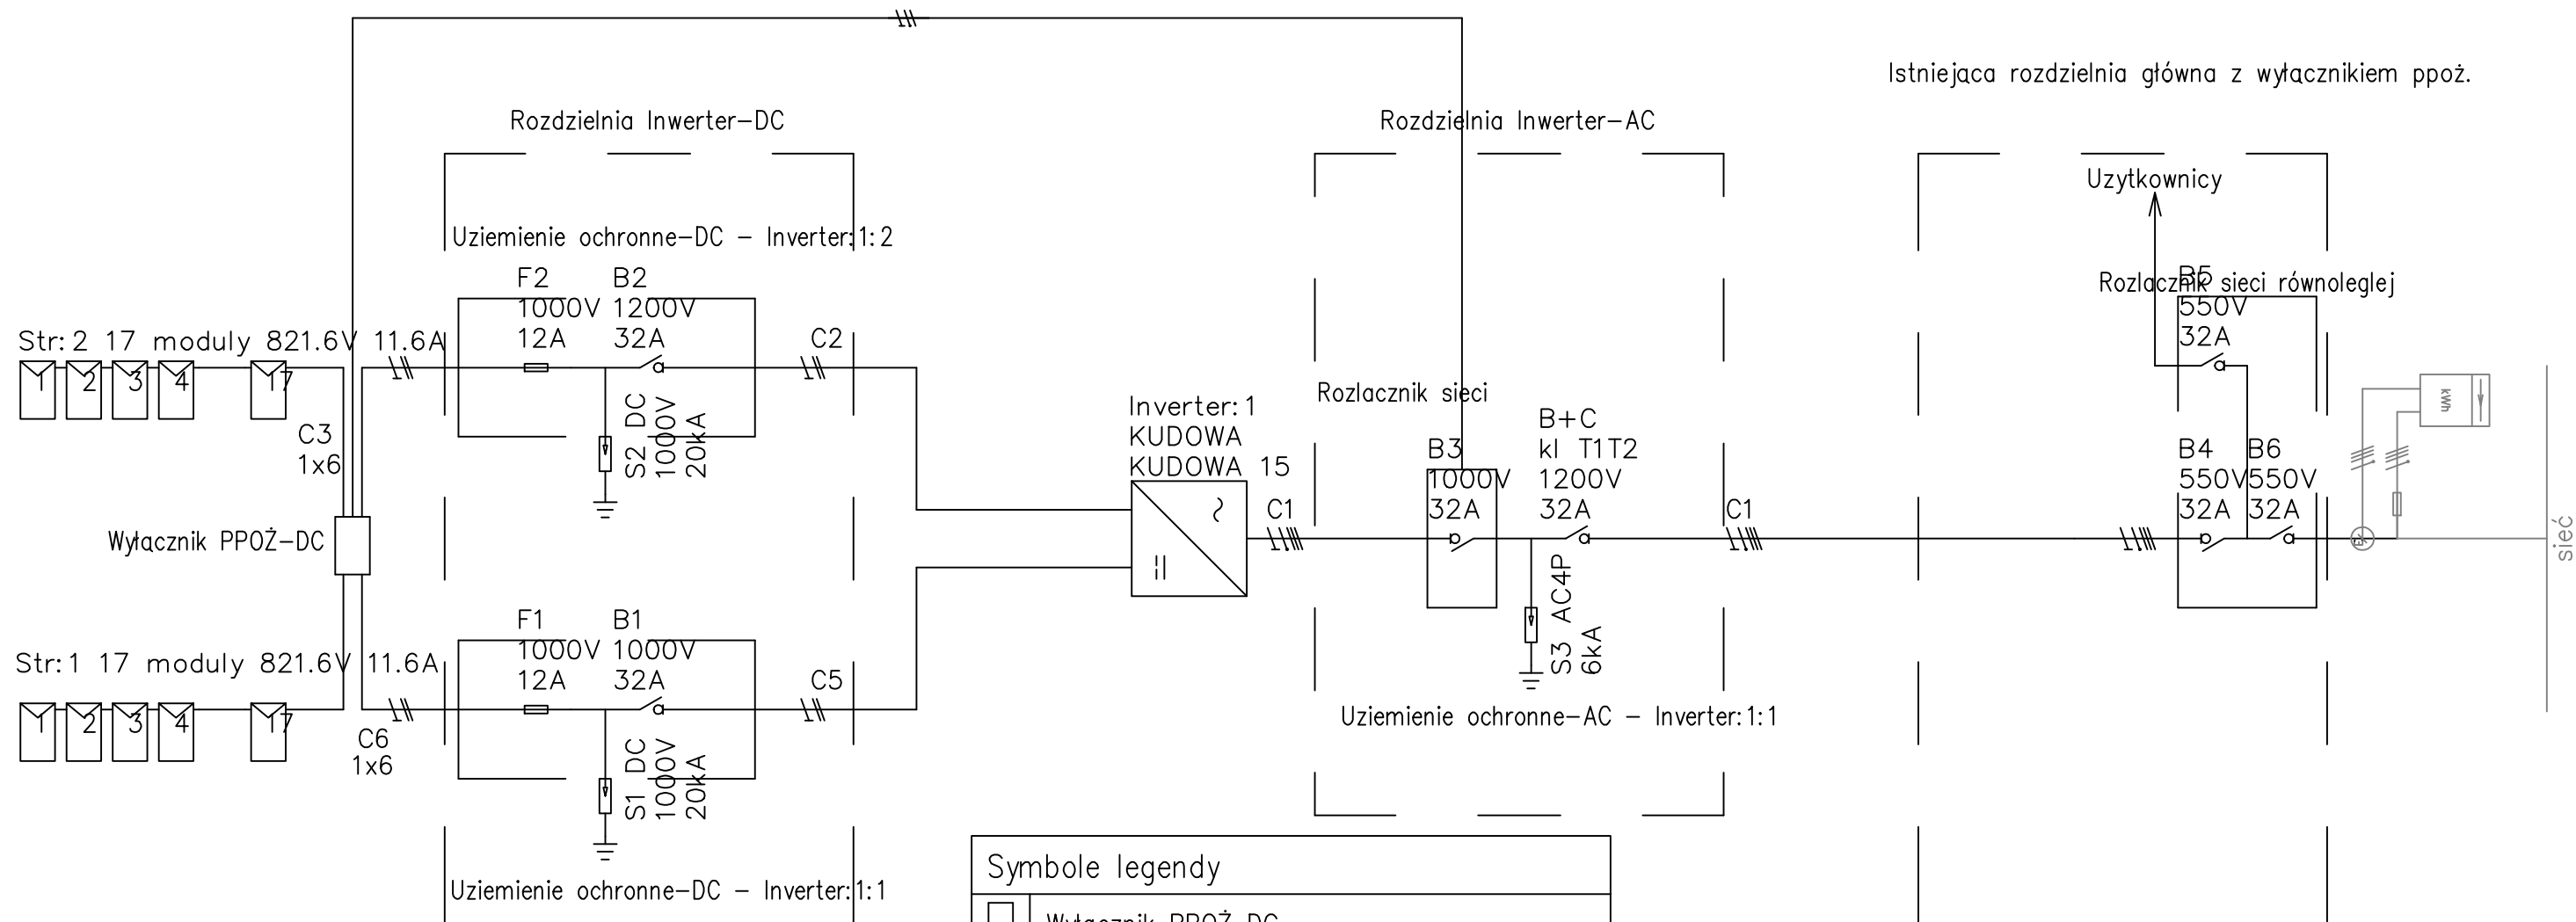 Istniejąca rozdzielnia główna z wyłącznikiem ppoż.
Rozdzielnia Inwerter-DC
Rozdzielnia Inwerter-AC
Uzytkownicy
Uziemienie ochronne-DC - Inverter:1:2
F2
1000V
12A
B2
1200V
32A
C2
Str:2 17 moduly 821.6V 11.6A
1 2 3 4 17
C3
1x6
S2 DC
1000V
20kA
Wyłącznik PPOŻ-DC
Inverter:1
KUDOWA
KUDOWA 15
C1
Rozlacznik sieci
B3
1000V
32A
B+C
kl T1T2
1200V
32A
C1
S3 AC4P
6kA
Uziemienie ochronne-AC - Inverter:1:1
Rozlacznik sieci równoleglej
B5
550V
32A
B4
550V
32A
B6
550V
32A
kWh
sieć
F1
1000V
12A
B1
1000V
32A
C5
Str:1 17 moduly 821.6V 11.6A
1 2 3 4 17
C6
1x6
S1 DC
1000V
20kA
Uziemienie ochronne-DC - Inverter:1:1
Symbole legendy
Wyłącznik PPOŻ-DC